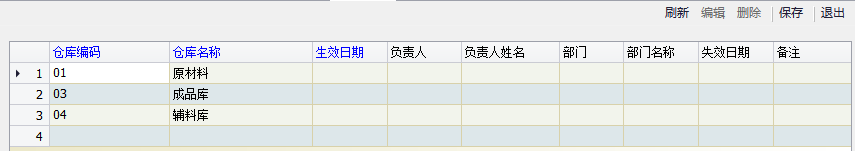 刷新 编辑 删除 保存 退出
仓库编码 仓库名称 生效日期 负责人 负责人姓名 部门 部门名称 失效日期 备注
1 01 原材料
2 03 成品库
3 04 辅料库
4